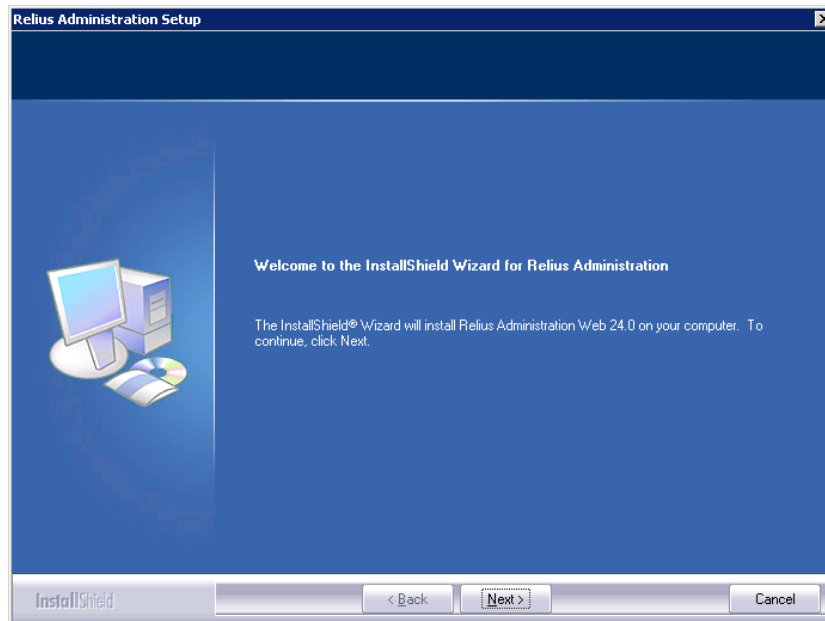 Relius Administration Setup
Welcome to the InstallShield Wizard for Relius Administration
The InstallShield® Wizard will install Relius Administration Web 24.0 on your computer. To
continue, click Next.
InstallShield
< Back
Next >
Cancel